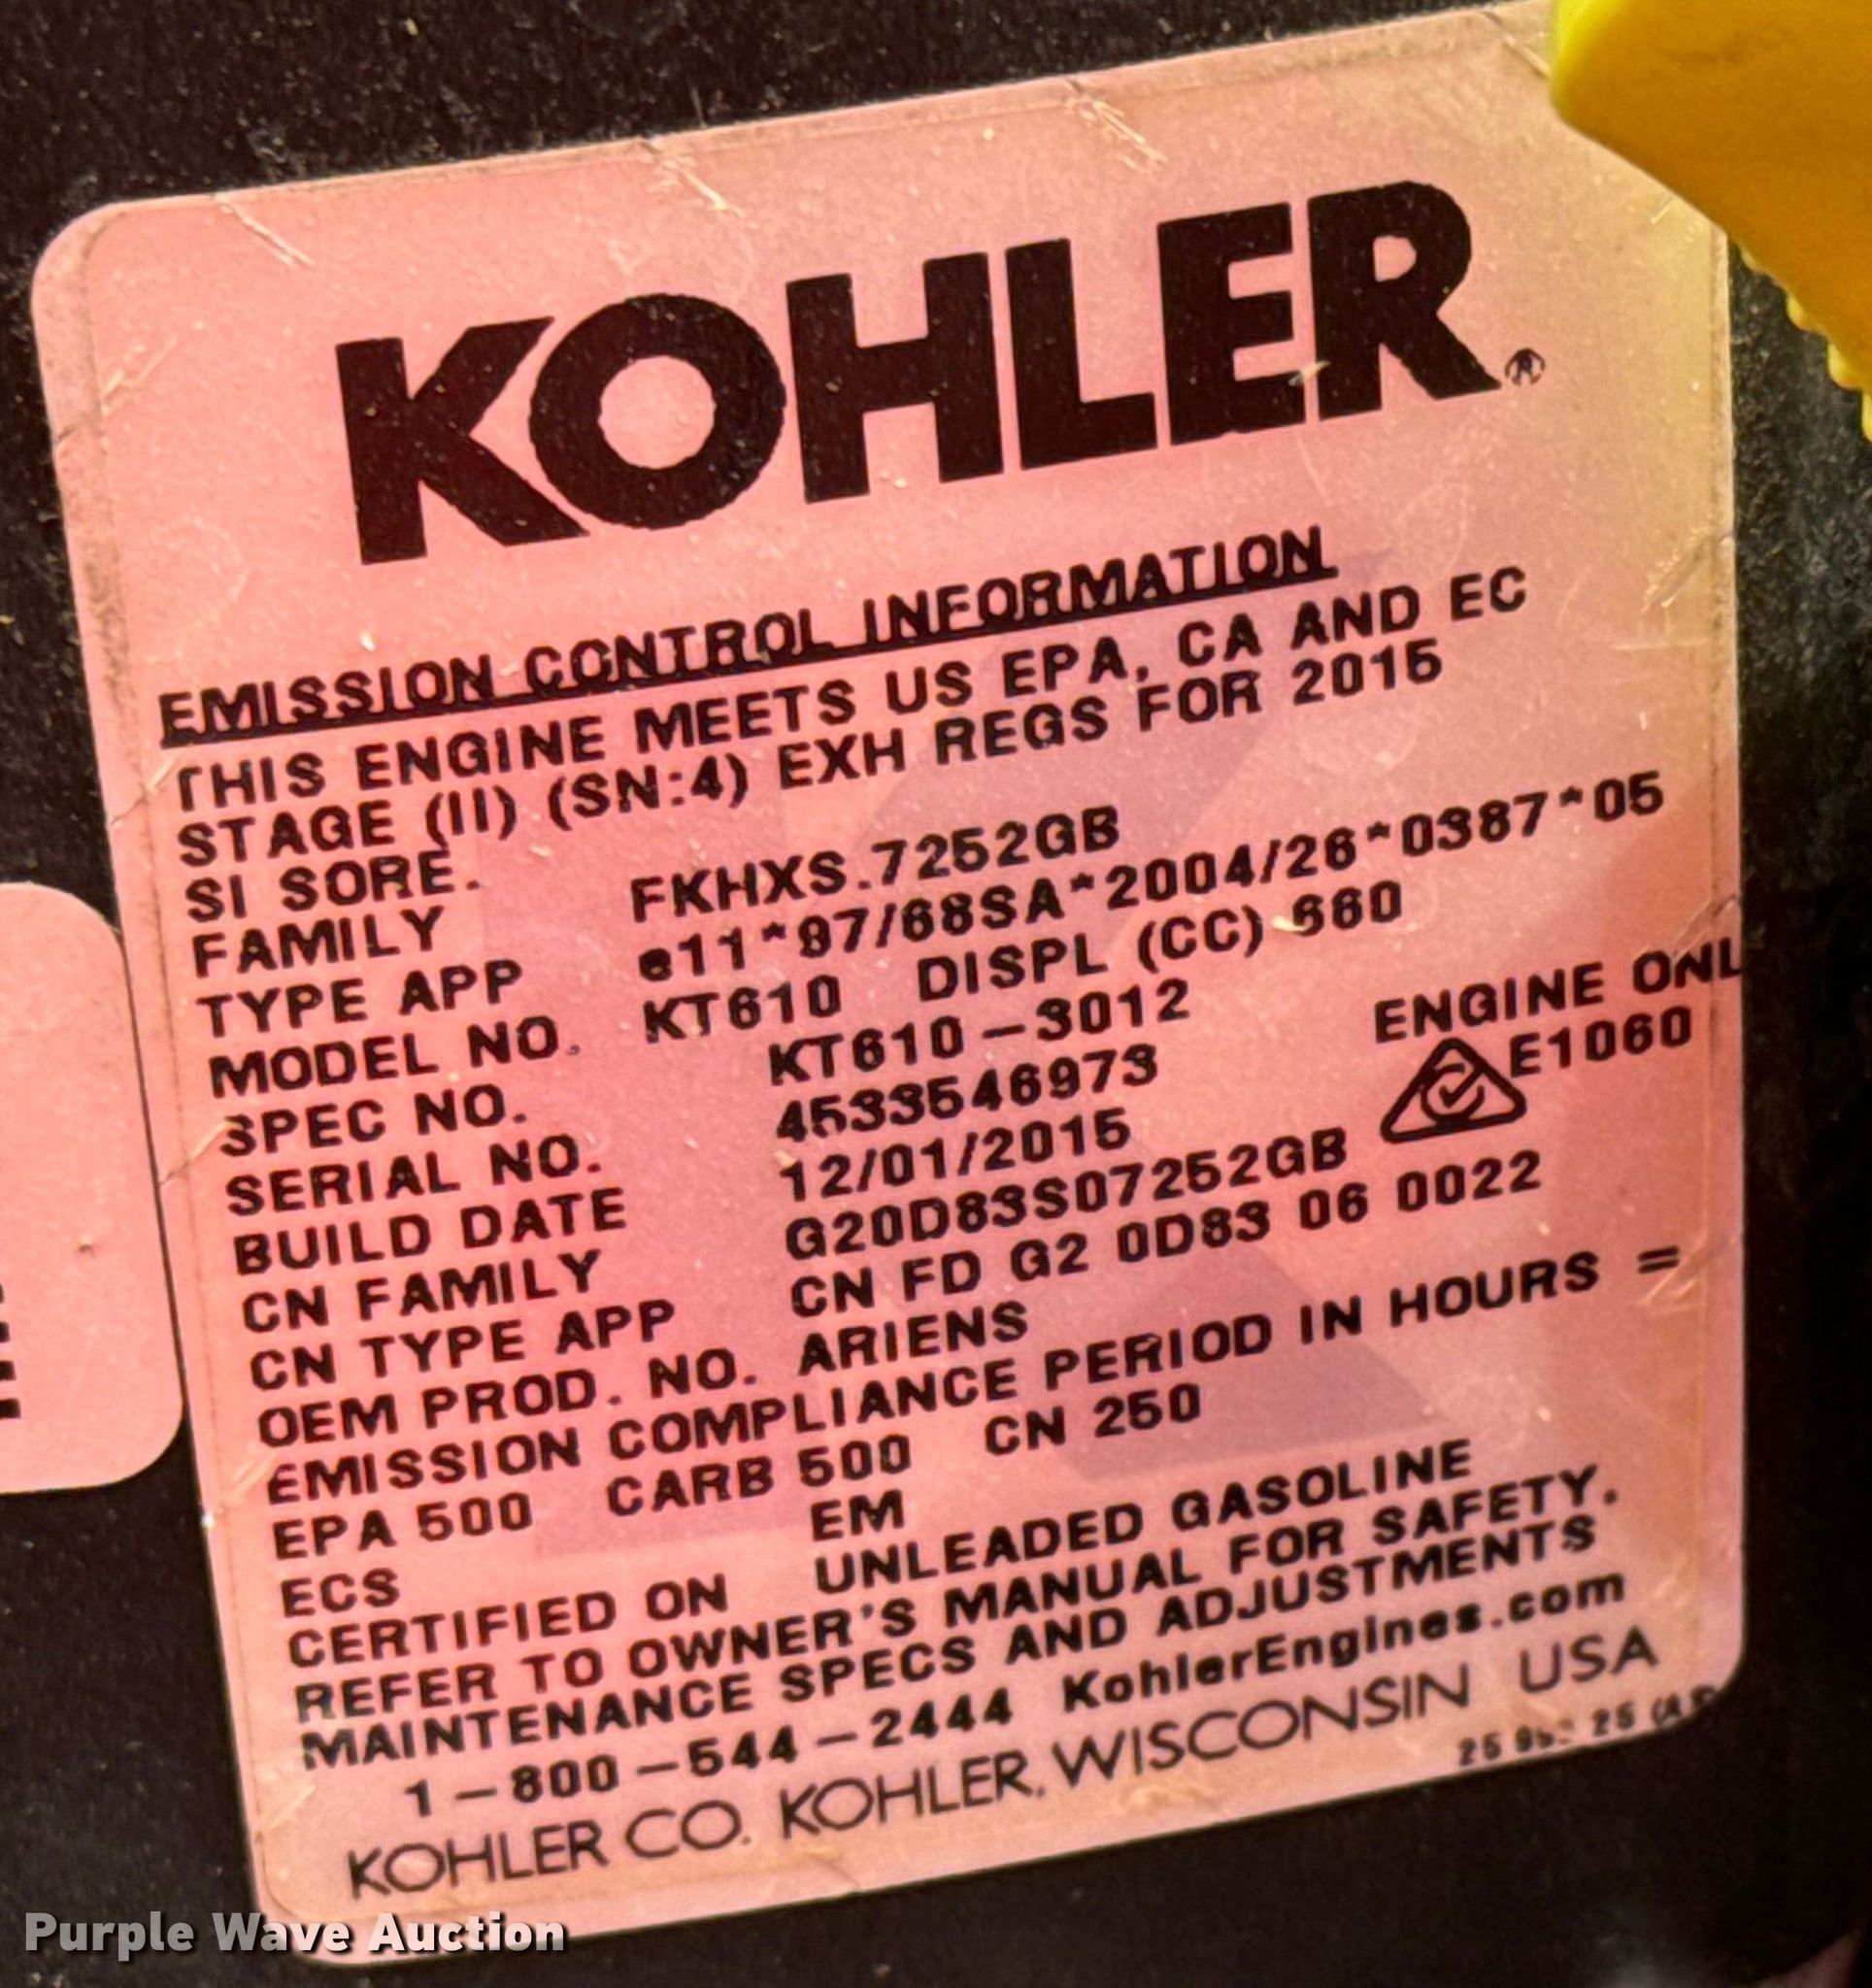 KOHLER®
EMISSION CONTROL INFORMATION
THIS ENGINE MEETS US EPA, CA AND EC
STAGE (II) (SN:4) EXH REGS FOR 2015
SI SORE.
FAMILY FKHXS.7252GB
TYPE APP e11*97/68SA*2004/26*0387*05
MODEL NO. KT610 DISPL (CC) 660
SPEC NO. KT610-3012 ENGINE ONL
SERIAL NO. 4533546973 E1060
BUILD DATE 12/01/2015
CN FAMILY G20D83S07252GB
CN TYPE APP CN FD G2 0D83 06 0022
OEM PROD. NO. ARIENS
EMISSION COMPLIANCE PERIOD IN HOURS =
EPA 500 CARB 500 CN 250
ECS EM
CERTIFIED ON UNLEADED GASOLINE
REFER TO OWNER'S MANUAL FOR SAFETY,
MAINTENANCE SPECS AND ADJUSTMENTS
1-800-544-2444 KohlerEngines.com
KOHLER CO. KOHLER, WISCONSIN USA
Purple Wave Auction